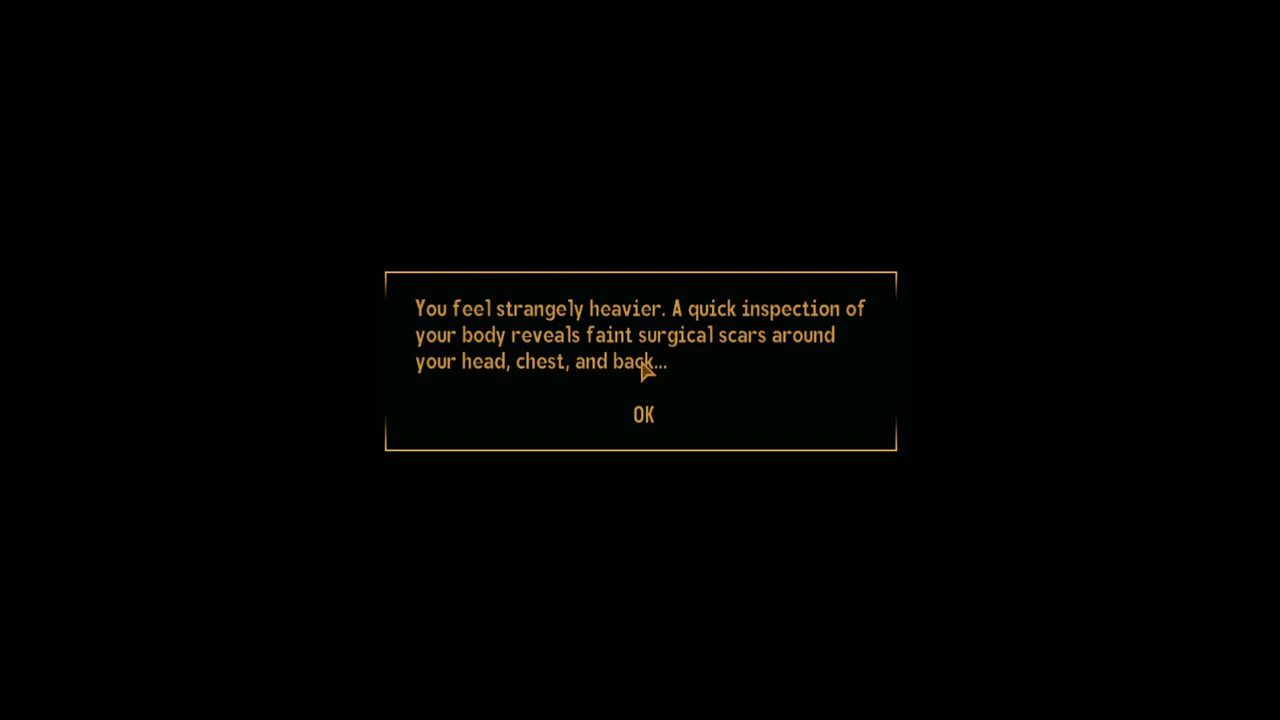 You feel strangely heavier. A quick inspection of
your body reveals faint surgical scars around
your head, chest, and back...
OK